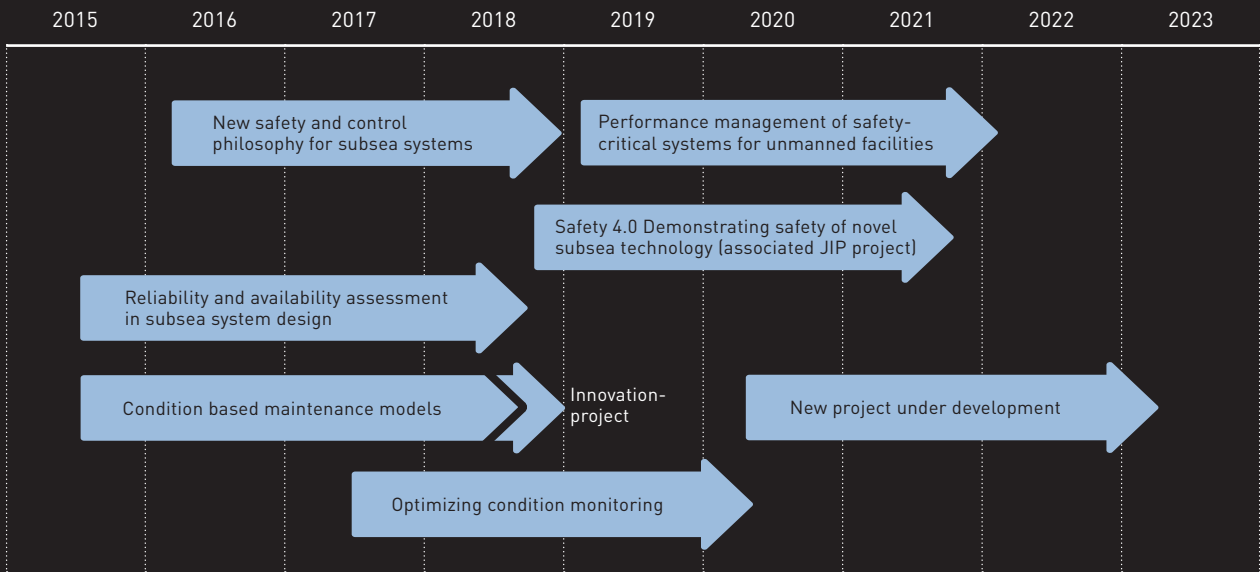 2015 2016 2017 2018 2019 2020 2021 2022 2023
New safety and control
philosophy for subsea systems
Performance management of safety-
critical systems for unmanned facilities
Safety 4.0 Demonstrating safety of novel
subsea technology (associated JIP project)
Reliability and availability assessment
in subsea system design
Condition based maintenance models
Innovation-
project
New project under development
Optimizing condition monitoring